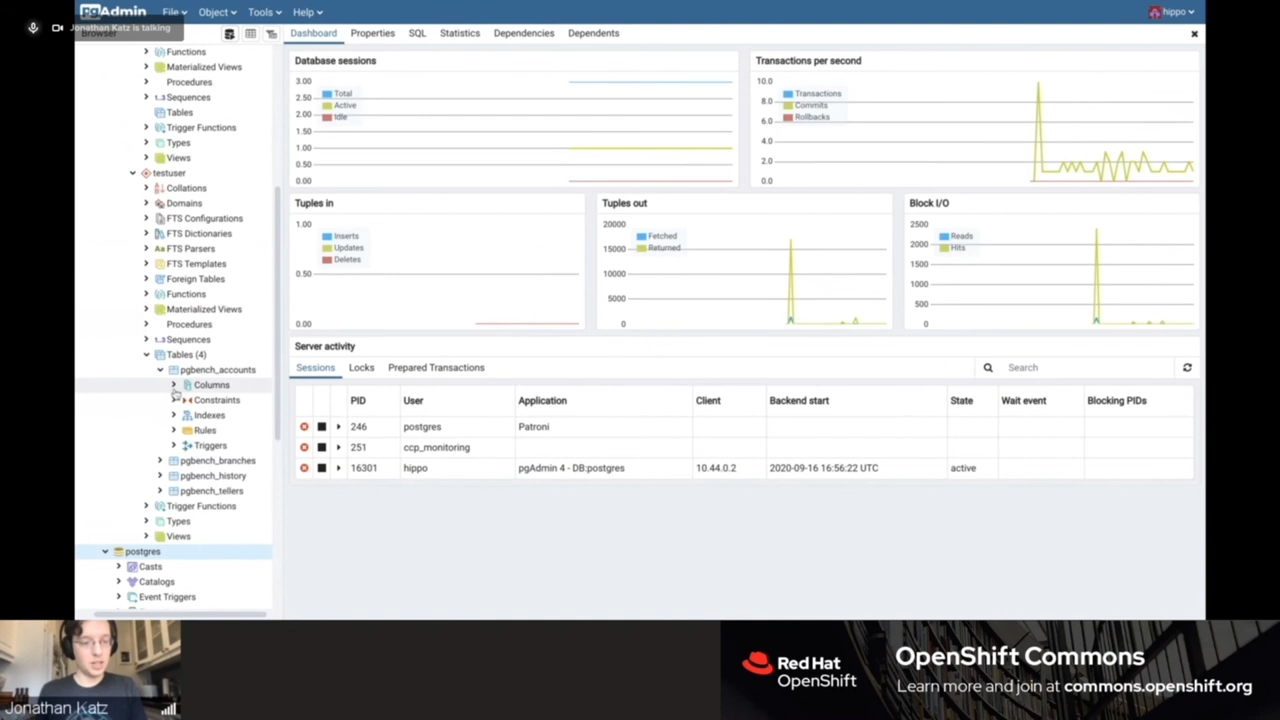 pgAdmin File Object Tools Help hippo
Jonathan Katz is talking
Browser
Dashboard Properties SQL Statistics Dependencies Dependents
Functions
Materialized Views
Procedures
1..3 Sequences
Tables
Trigger Functions
Types
Views
testuser
Collations
Domains
FTS Configurations
FTS Dictionaries
Aa FTS Parsers
FTS Templates
Foreign Tables
Functions
Materialized Views
Procedures
1..3 Sequences
Tables (4)
pgbench_accounts
Columns
Constraints
Indexes
Rules
Triggers
pgbench_branches
pgbench_history
pgbench_tellers
Trigger Functions
Types
Views
postgres
Casts
Catalogs
Event Triggers
Database sessions
3.00
2.50
2.00
1.50
1.00
0.50
0.00
Total
Active
Idle
Transactions per second
10.0
8.0
6.0
4.0
2.0
0.0
Transactions
Commits
Rollbacks
Tuples in
1.00
0.50
0.00
Inserts
Updates
Deletes
Tuples out
20000
15000
10000
5000
0
Fetched
Returned
Block I/O
2500
2000
1500
1000
500
0
Reads
Hits
Server activity
Sessions Locks Prepared Transactions Search
PID User Application Client Backend start State Wait event Blocking PIDs
246 postgres Patroni
251 ccp_monitoring
16301 hippo pgAdmin 4 - DB:postgres 10.44.0.2 2020-09-16 16:56:22 UTC active
Jonathan Katz
Red Hat
OpenShift
OpenShift Commons
Learn more and join at commons.openshift.org